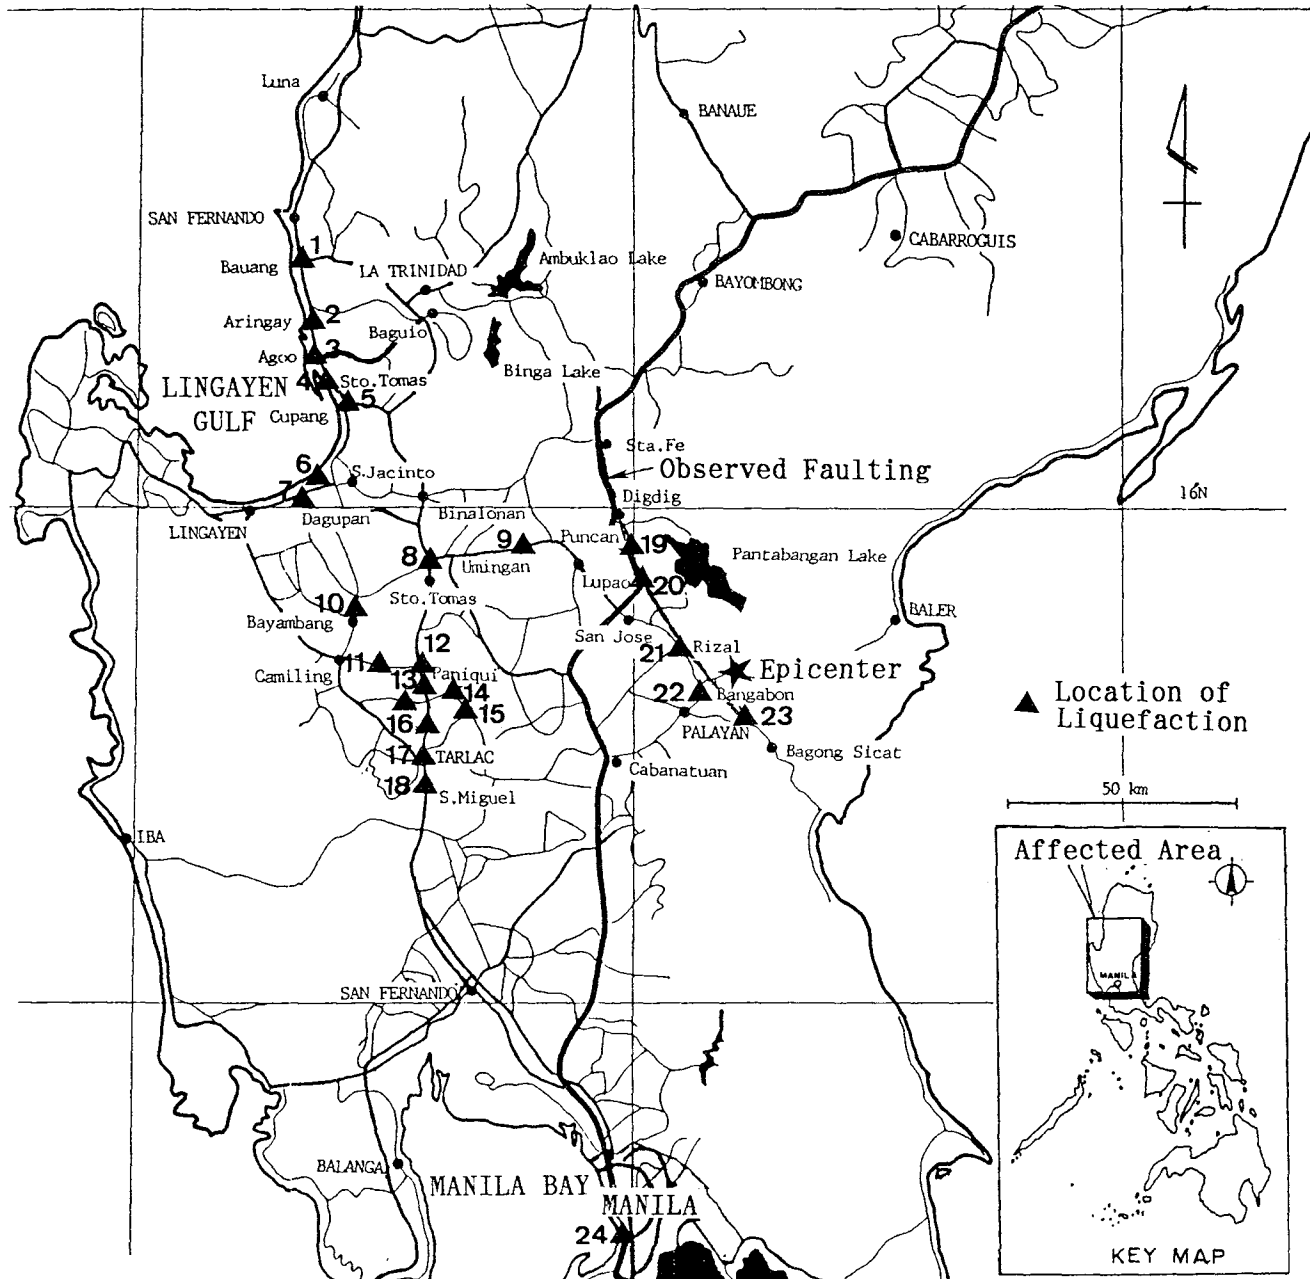 Luna
BANAUE
SAN FERNANDO
CABARROGUIS
1
Bauang
LA TRINIDAD
Ambuklao Lake
BAYOMBONG
2
Aringay
Baguio
3
Agoo
Binga Lake
4
Sto.Tomas
LINGAYEN
GULF
5
Cupang
Sta.Fe
6
S.Jacinto
Observed Faulting
7
Digdig
16N
Dagupan
Binalonan
LINGAYEN
9
Puncan
19
8
Umingan
Pantabangan Lake
Lupao
20
10
Sto.Tomas
BALER
Bayambang
San Jose
12
21
Rizal
11
Camiling
13
Paniqui
Epicenter
14
22
Bangabon
Location of
Liquefaction
15
16
23
PALAYAN
17
TARLAC
Bagong Sicat
Cabanatuan
18
S.Miguel
50 km
IBA
Affected Area
MANILA
SAN FERNANDO
BALANGA
MANILA BAY
MANILA
24
KEY MAP